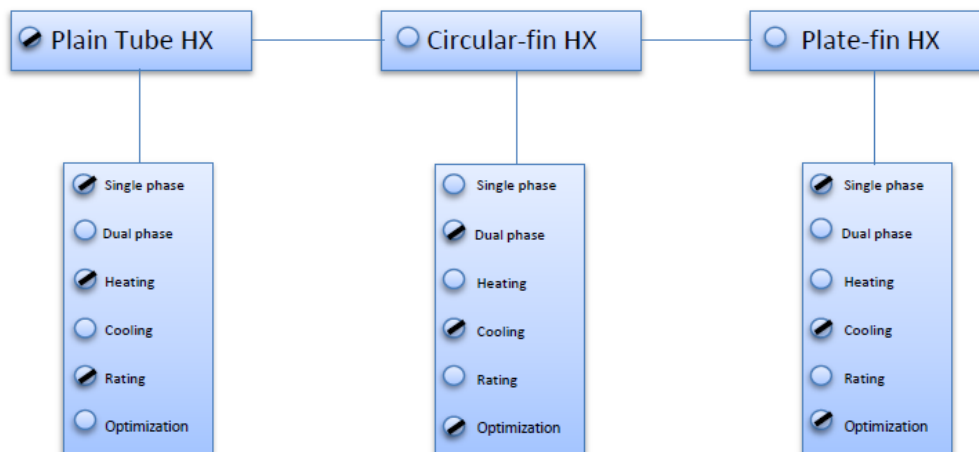 Plain Tube HX
Circular-fin HX
Plate-fin HX
Single phase
Dual phase
Heating
Cooling
Rating
Optimization
Single phase
Dual phase
Heating
Cooling
Rating
Optimization
Single phase
Dual phase
Heating
Cooling
Rating
Optimization